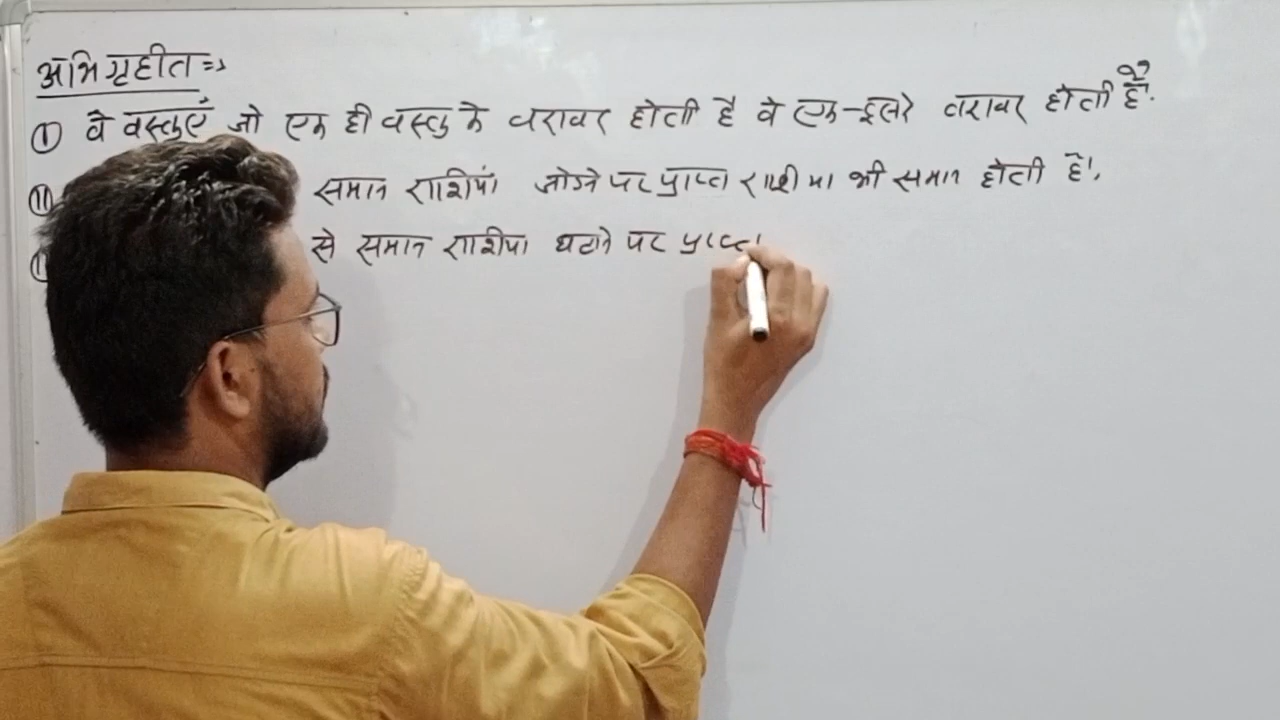 अभिगृहीत ⇒
① वे वस्तुएं जो एक ही वस्तु के बराबर होती है वे एक-दूसरे के बराबर होती हैं.
॥ समान राशियां जोड़ने पर प्राप्त राशीयां भी समान होती हैं.
से समान राशीयां घटाने पर प्राप्त